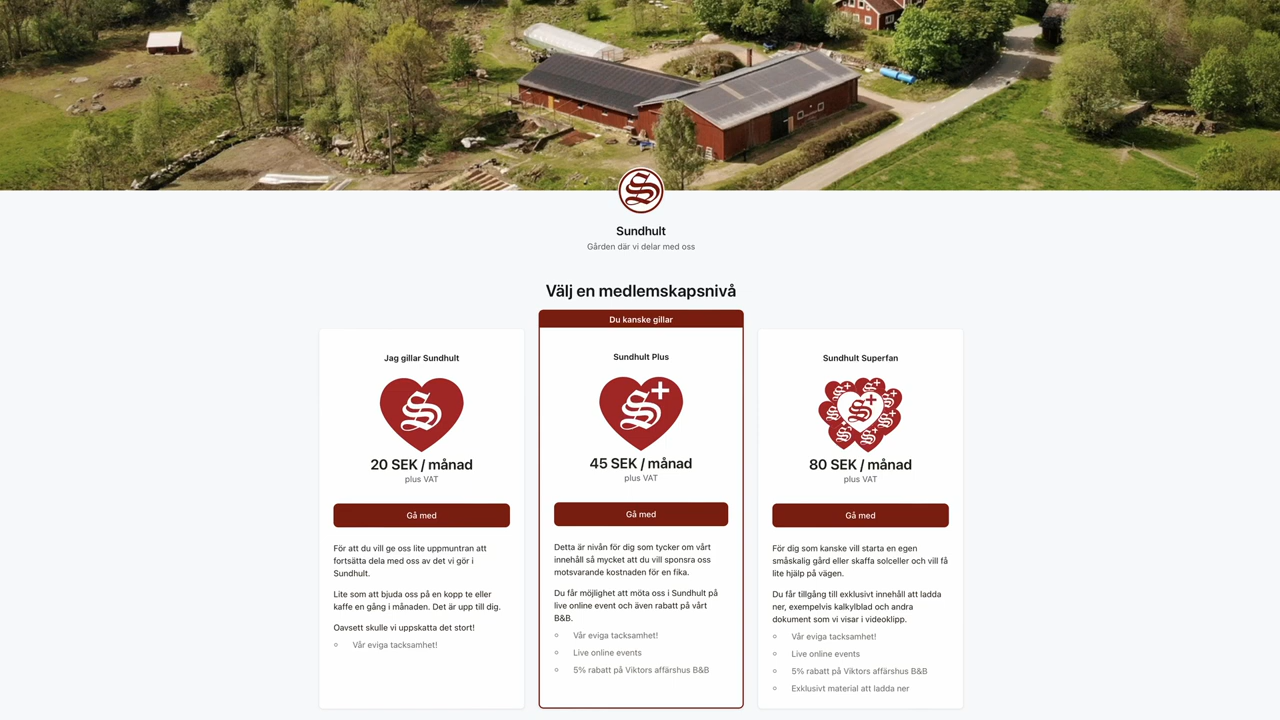 Sundhult
Gården där vi delar med oss
Välj en medlemskapsnivå
Jag gillar Sundhult
20 SEK / månad
plus VAT
Gå med
För att du vill ge oss lite uppmuntran att
fortsätta dela med oss av det vi gör i
Sundhult.
Lite som att bjuda oss på en kopp te eller
kaffe en gång i månaden. Det är upp till dig.
Oavsett skulle vi uppskatta det stort!
Vår eviga tacksamhet!
Du kanske gillar
Sundhult Plus
45 SEK / månad
plus VAT
Gå med
Detta är nivån för dig som tycker om vårt
innehåll så mycket att du vill sponsra oss
motsvarande kostnaden för en fika.
Du får möjlighet att möta oss i Sundhult på
live online event och även rabatt på vårt
B&B.
Vår eviga tacksamhet!
Live online events
5% rabatt på Viktors affärshus B&B
Sundhult Superfan
80 SEK / månad
plus VAT
Gå med
För dig som kanske vill starta en egen
småskalig gård eller skaffa solceller och vill få
lite hjälp på vägen.
Du får tillgång till exklusivt innehåll att ladda
ner, exempelvis kalkylblad och andra
dokument som vi visar i videoklipp.
Vår eviga tacksamhet!
Live online events
5% rabatt på Viktors affärshus B&B
Exklusivt material att ladda ner